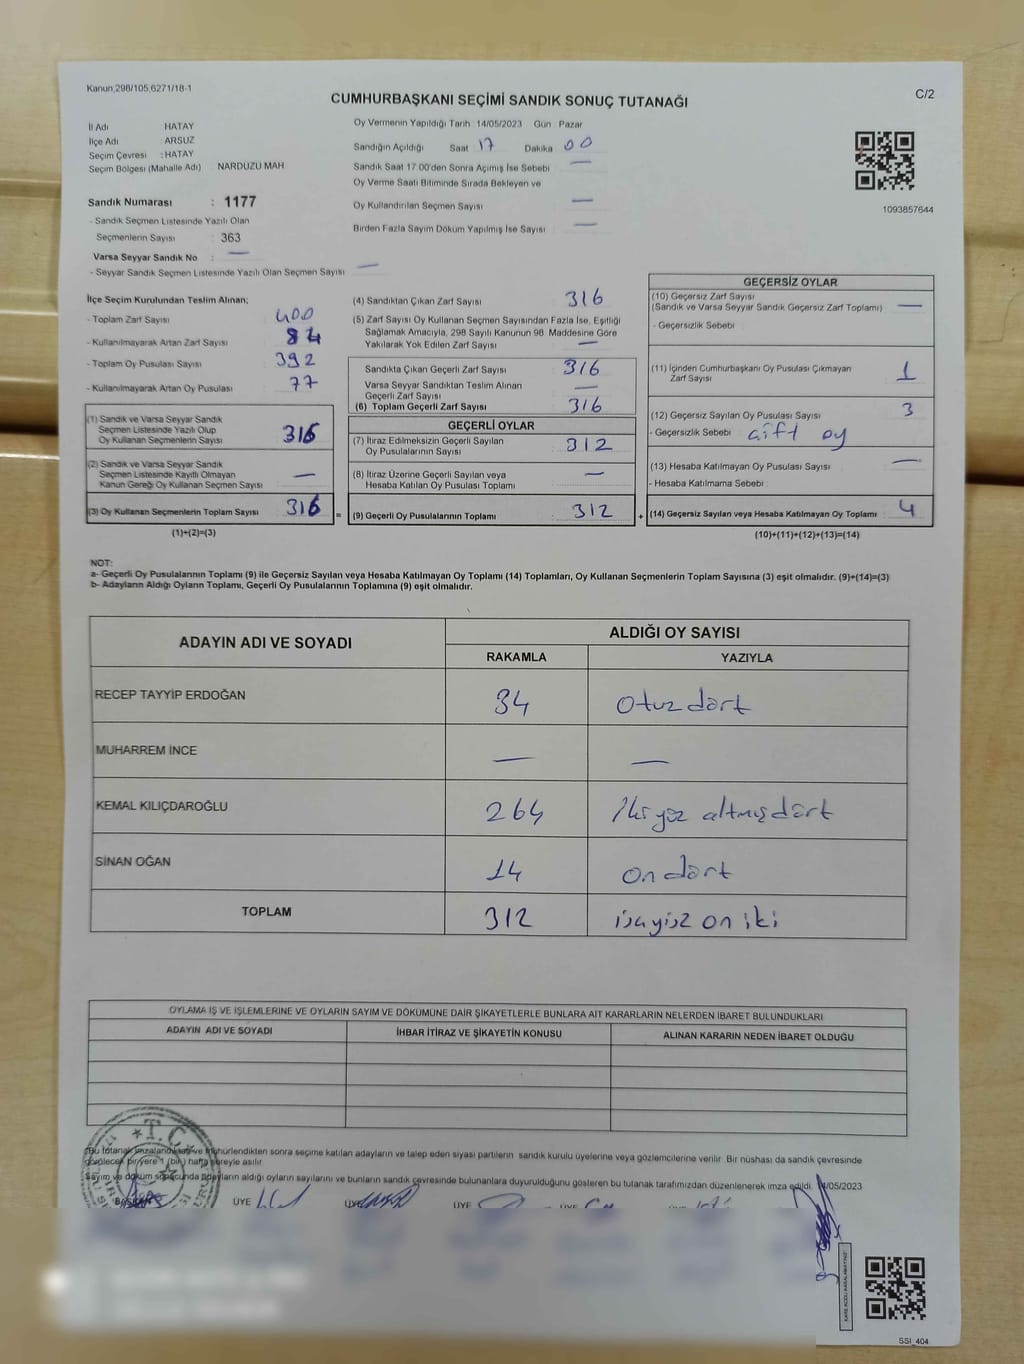 Kanun,298/105,6271/18-1
C/2
CUMHURBAŞKANI SEÇİMİ SANDIK SONUÇ TUTANAĞI
İl Adı HATAY
İlçe Adı ARSUZ
Seçim Çevresi : HATAY
Seçim Bölgesi (Mahalle Adı) NARDÜZÜ MAH
Sandık Numarası : 1177
- Sandık Seçmen Listesinde Yazılı Olan
Seçmenlerin Sayısı : 363
Varsa Seyyar Sandık No : —
- Seyyar Sandık Seçmen Listesinde Yazılı Olan Seçmen Sayısı —
Oy Vermenin Yapıldığı Tarih : 14/05/2023 Gün : Pazar
Sandığın Açıldığı Saat : 17 Dakika : 00
Sandık Saat 17:00'den Sonra Açılmış İse Sebebi —
Oy Verme Saati Bitiminde Sırada Bekleyen ve
Oy Kullandırılan Seçmen Sayısı —
Birden Fazla Sayım Döküm Yapılmış İse Sayısı —
1093857644
İlçe Seçim Kurulundan Teslim Alınan;
- Toplam Zarf Sayısı : 400
- Kullanılmayarak Artan Zarf Sayısı : 84
- Toplam Oy Pusulası Sayısı : 392
- Kullanılmayarak Artan Oy Pusulası : 77
(1) Sandık ve Varsa Seyyar Sandık
Seçmen Listesinde Yazılı Olup
Oy Kullanan Seçmenlerin Sayısı : 316
(2) Sandık ve Varsa Seyyar Sandık
Seçmen Listesinde Kayıtlı Olmayan
Kanun Gereği Oy Kullanan Seçmen Sayısı —
(3) Oy Kullanan Seçmenlerin Toplam Sayısı : 316 =
(1)+(2)=(3)
(4) Sandıktan Çıkan Zarf Sayısı : 316
(5) Zarf Sayısı Oy Kullanan Seçmen Sayısından Fazla İse, Eşitliği
Sağlamak Amacıyla, 298 Sayılı Kanunun 98. Maddesine Göre
Yakılarak Yok Edilen Zarf Sayısı : —
Sandıkta Çıkan Geçerli Zarf Sayısı : 316
Varsa Seyyar Sandıktan Teslim Alınan
Geçerli Zarf Sayısı : —
(6) Toplam Geçerli Zarf Sayısı : 316
GEÇERLİ OYLAR
(7) İtiraz Edilmeksizin Geçerli Sayılan
Oy Pusulalarının Sayısı : 312
(8) İtiraz Üzerine Geçerli Sayılan veya
Hesaba Katılan Oy Pusulası Toplamı : —
(9) Geçerli Oy Pusulalarının Toplamı : 312 +
GEÇERSİZ OYLAR
(10) Geçersiz Zarf Sayısı
(Sandık ve Varsa Seyyar Sandık Geçersiz Zarf Toplamı) : —
- Geçersizlik Sebebi
(11) İçinden Cumhurbaşkanı Oy Pusulası Çıkmayan
Zarf Sayısı : 1
(12) Geçersiz Sayılan Oy Pusulası Sayısı : 3
- Geçersizlik Sebebi : çift oy
(13) Hesaba Katılmayan Oy Pusulası Sayısı : —
- Hesaba Katılmama Sebebi :
(14) Geçersiz Sayılan veya Hesaba Katılmayan Oy Toplamı : 4
(10)+(11)+(12)+(13)=(14)
NOT:
a- Geçerli Oy Pusulalarının Toplamı (9) ile Geçersiz Sayılan veya Hesaba Katılmayan Oy Toplamı (14) Toplamları, Oy Kullanan Seçmenlerin Toplam Sayısına (3) eşit olmalıdır. (9)+(14)=(3)
b- Adayların Aldığı Oyların Toplamı, Geçerli Oy Pusulalarının Toplamına (9) eşit olmalıdır.
ADAYIN ADI VE SOYADI
ALDIĞI OY SAYISI
RAKAMLA YAZIYLA
RECEP TAYYİP ERDOĞAN 34 otuz dört
MUHARREM İNCE — —
KEMAL KILIÇDAROĞLU 264 İki yüz altmış dört
SİNAN OĞAN 14 on dört
TOPLAM 312 üçyüz on iki
OYLAMA İŞ VE İŞLEMLERİNE VE OYLARIN SAYIM VE DÖKÜMÜNE DAİR ŞİKAYETLERLE BUNLARA AİT KARARLARIN NELERDEN İBARET BULUNDUKLARI
ADAYIN ADI VE SOYADI İHBAR İTİRAZ VE ŞİKAYETİN KONUSU ALINAN KARARIN NEDEN İBARET OLDUĞU
T.C.
Bu tutanak imzalandıktan ve mühürlendikten sonra seçime katılan adayların ve talep eden siyasi partilerin sandık kurulu üyelerine veya gözlemcilerine verilir. Bir nüshası da sandık çevresinde
görülecek bir yere 1 (bir) hafta süreyle asılır.
Sayım ve döküm sonucunda adayların aldığı oyların sayılarını ve bunların sandık çevresinde bulunanlara duyurulduğunu gösteren bu tutanak tarafımızdan düzenlenerek imza edildi. 14/05/2023
BAŞKAN ÜYE ÜYE ÜYE ÜYE ÜYE
SSI_404